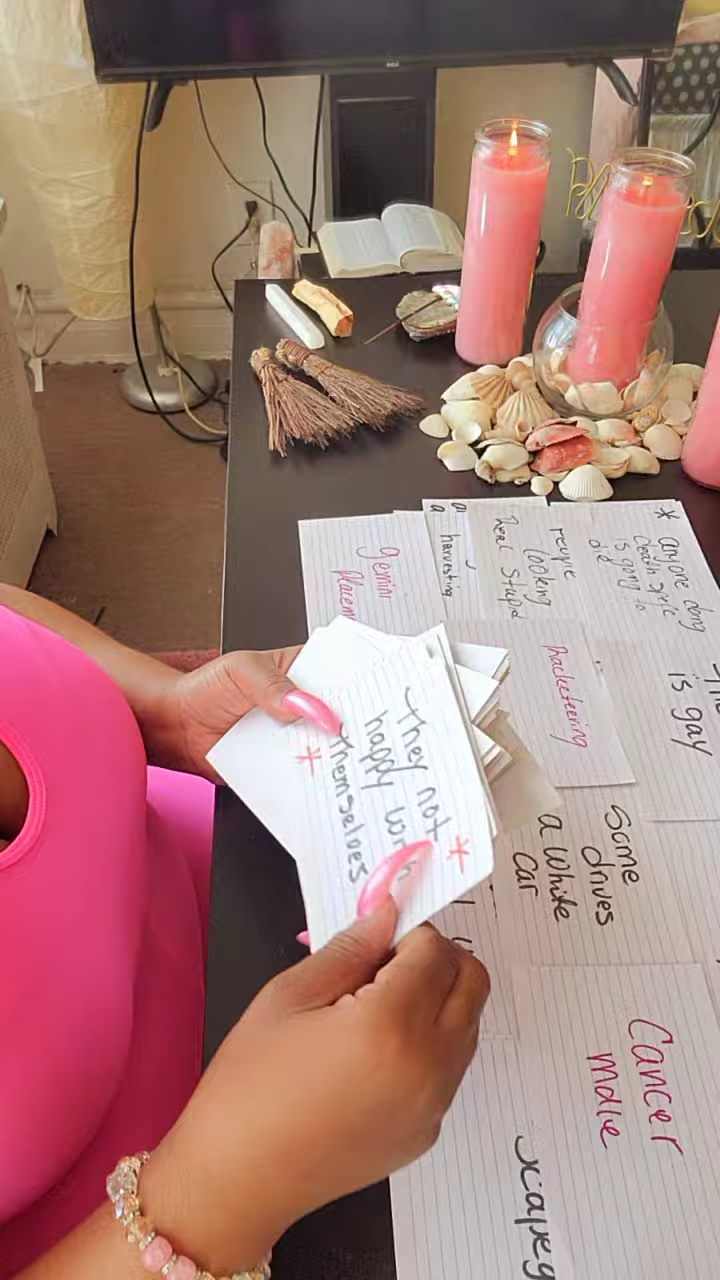 They not
happy with
themselves
gemini
a
harvesting
people
looking
real stupid
* anyone doing
death spells
is going to
die
racketeering
is gay
Some
drives
a white
car
Cancer
male